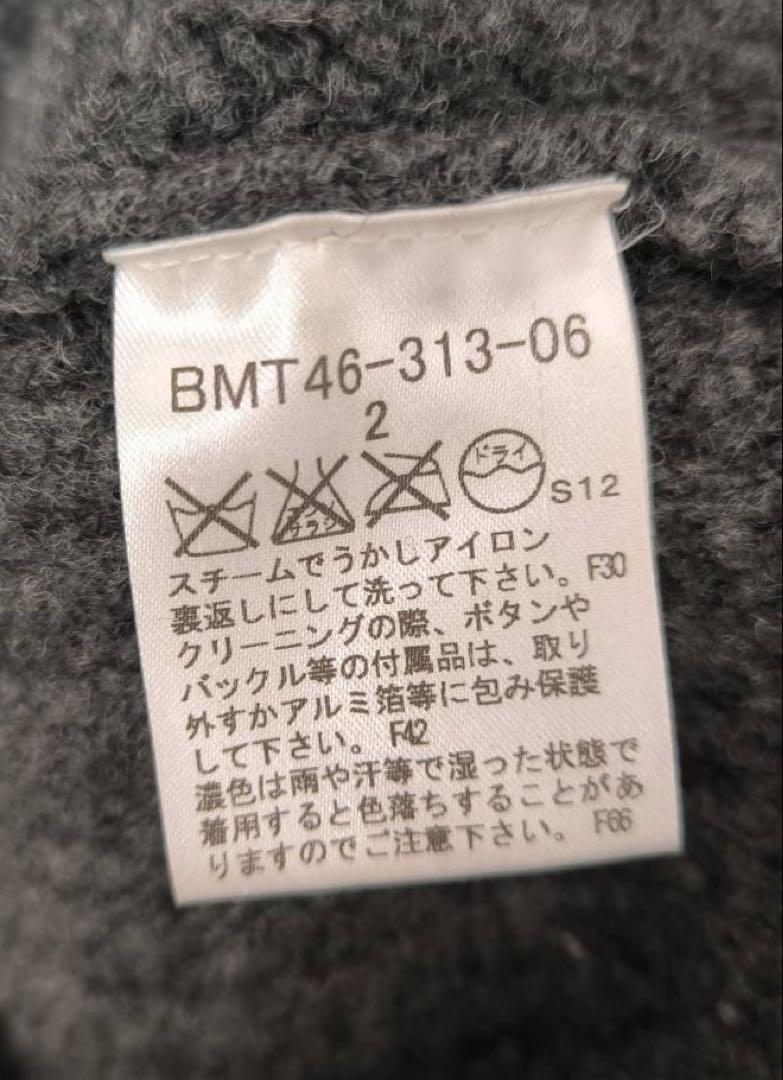 BMT46-313-06
2
エンソ
サラシ
ドライ
S12
スチームでうかしアイロン
裏返しにして洗って下さい。F30
クリーニングの際、ボタンや
バックル等の付属品は、取り
外すかアルミ箔等に包み保護
して下さい。F42
濃色は雨や汗等で湿った状態で
着用すると色落ちすることがあ
りますのでご注意下さい。F66